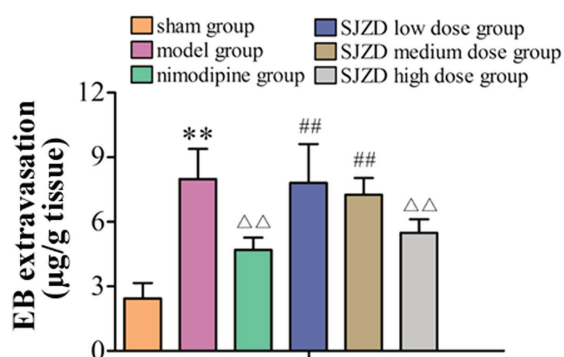 sham group
model group
nimodipine group
SJZD low dose group
SJZD medium dose group
SJZD high dose group
EB extravasation
(μg/g tissue)
12
9
6
3
0
**
△△
##
##
△△